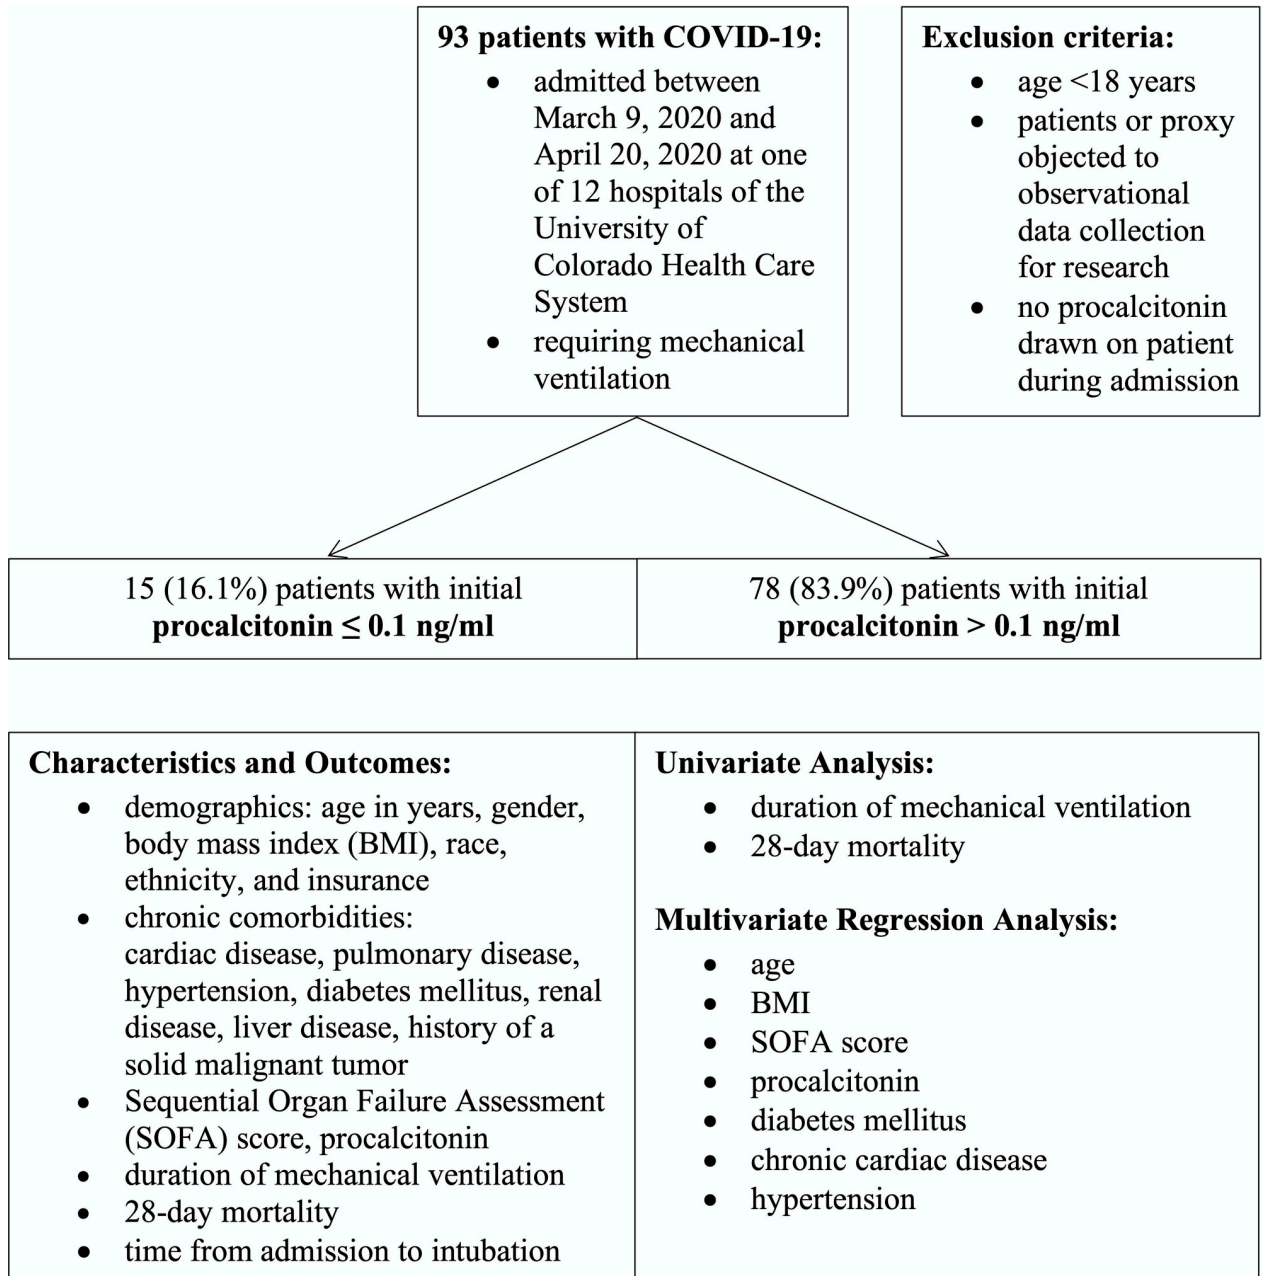 93 patients with COVID-19:
• admitted between
March 9, 2020 and
April 20, 2020 at one
of 12 hospitals of the
University of
Colorado Health Care
System
• requiring mechanical
ventilation
Exclusion criteria:
• age <18 years
• patients or proxy
objected to
observational
data collection
for research
• no procalcitonin
drawn on patient
during admission
15 (16.1%) patients with initial
procalcitonin ≤ 0.1 ng/ml
78 (83.9%) patients with initial
procalcitonin > 0.1 ng/ml
Characteristics and Outcomes:
• demographics: age in years, gender,
body mass index (BMI), race,
ethnicity, and insurance
• chronic comorbidities:
cardiac disease, pulmonary disease,
hypertension, diabetes mellitus, renal
disease, liver disease, history of a
solid malignant tumor
• Sequential Organ Failure Assessment
(SOFA) score, procalcitonin
• duration of mechanical ventilation
• 28-day mortality
• time from admission to intubation
Univariate Analysis:
• duration of mechanical ventilation
• 28-day mortality
Multivariate Regression Analysis:
• age
• BMI
• SOFA score
• procalcitonin
• diabetes mellitus
• chronic cardiac disease
• hypertension